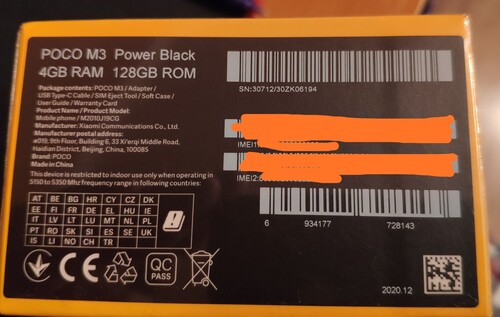 POCO M3 Power Black
4GB RAM 128GB ROM
Package contents: POCO M3 / Adapter /
USB Type-C Cable / SIM Eject Tool / Soft Case /
User Guide / Warranty Card
Product Name / Product Model:
Mobile phone / M2010J19CG
Manufacturer: Xiaomi Communications Co., Ltd.
Manufacturer postal address:
#019, 9th Floor, Building 6, 33 Xi'erqi Middle Road,
Haidian District, Beijing, China, 100085
Brand: POCO
Made in China
This device is restricted to indoor use only when operating in
5150 to 5350 Mhz frequency range in following countries:
AT BE BG HR CY CZ DK
EE FI FR DE EL HU IE
IT LV LT LU MT NL PL
PT RO SK SI ES SE UK
IS LI NO CH TR
CE
QC
PASS
SN:30712/30ZK06194
IMEI1:
IMEI2:
6 934177 728143
2020.12